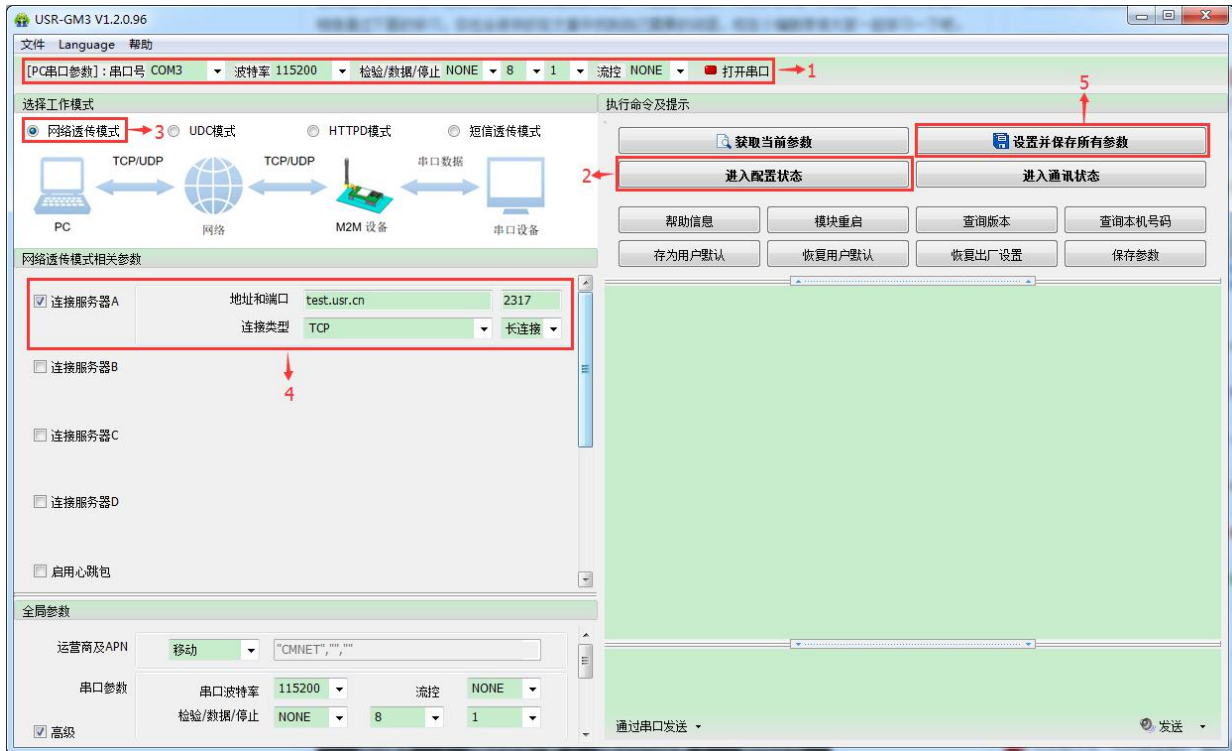 USR-GM3 V1.2.0.96
文件 Language 帮助
[PC串口参数]：串口号 COM3 波特率 115200 检验/数据/停止 NONE 8 1 流控 NONE 打开串口 1
5
选择工作模式
网络透传模式 3 UDC模式 HTTPD模式 短信透传模式
TCP/UDP TCP/UDP 串口数据
PC 网络 M2M 设备 串口设备
执行命令及提示
获取当前参数 设置并保存所有参数
2 进入配置状态 进入通讯状态
帮助信息 模块重启 查询版本 查询本机号码
存为用户默认 恢复用户默认 恢复出厂设置 保存参数
网络透传模式相关参数
连接服务器A 地址和端口 test.usr.cn 2317
连接类型 TCP 长连接
4
连接服务器B
连接服务器C
连接服务器D
启用心跳包
全局参数
运营商及APN 移动 "CMNET","",""
串口参数 串口波特率 115200 流控 NONE
检验/数据/停止 NONE 8 1
高级
通过串口发送 发送